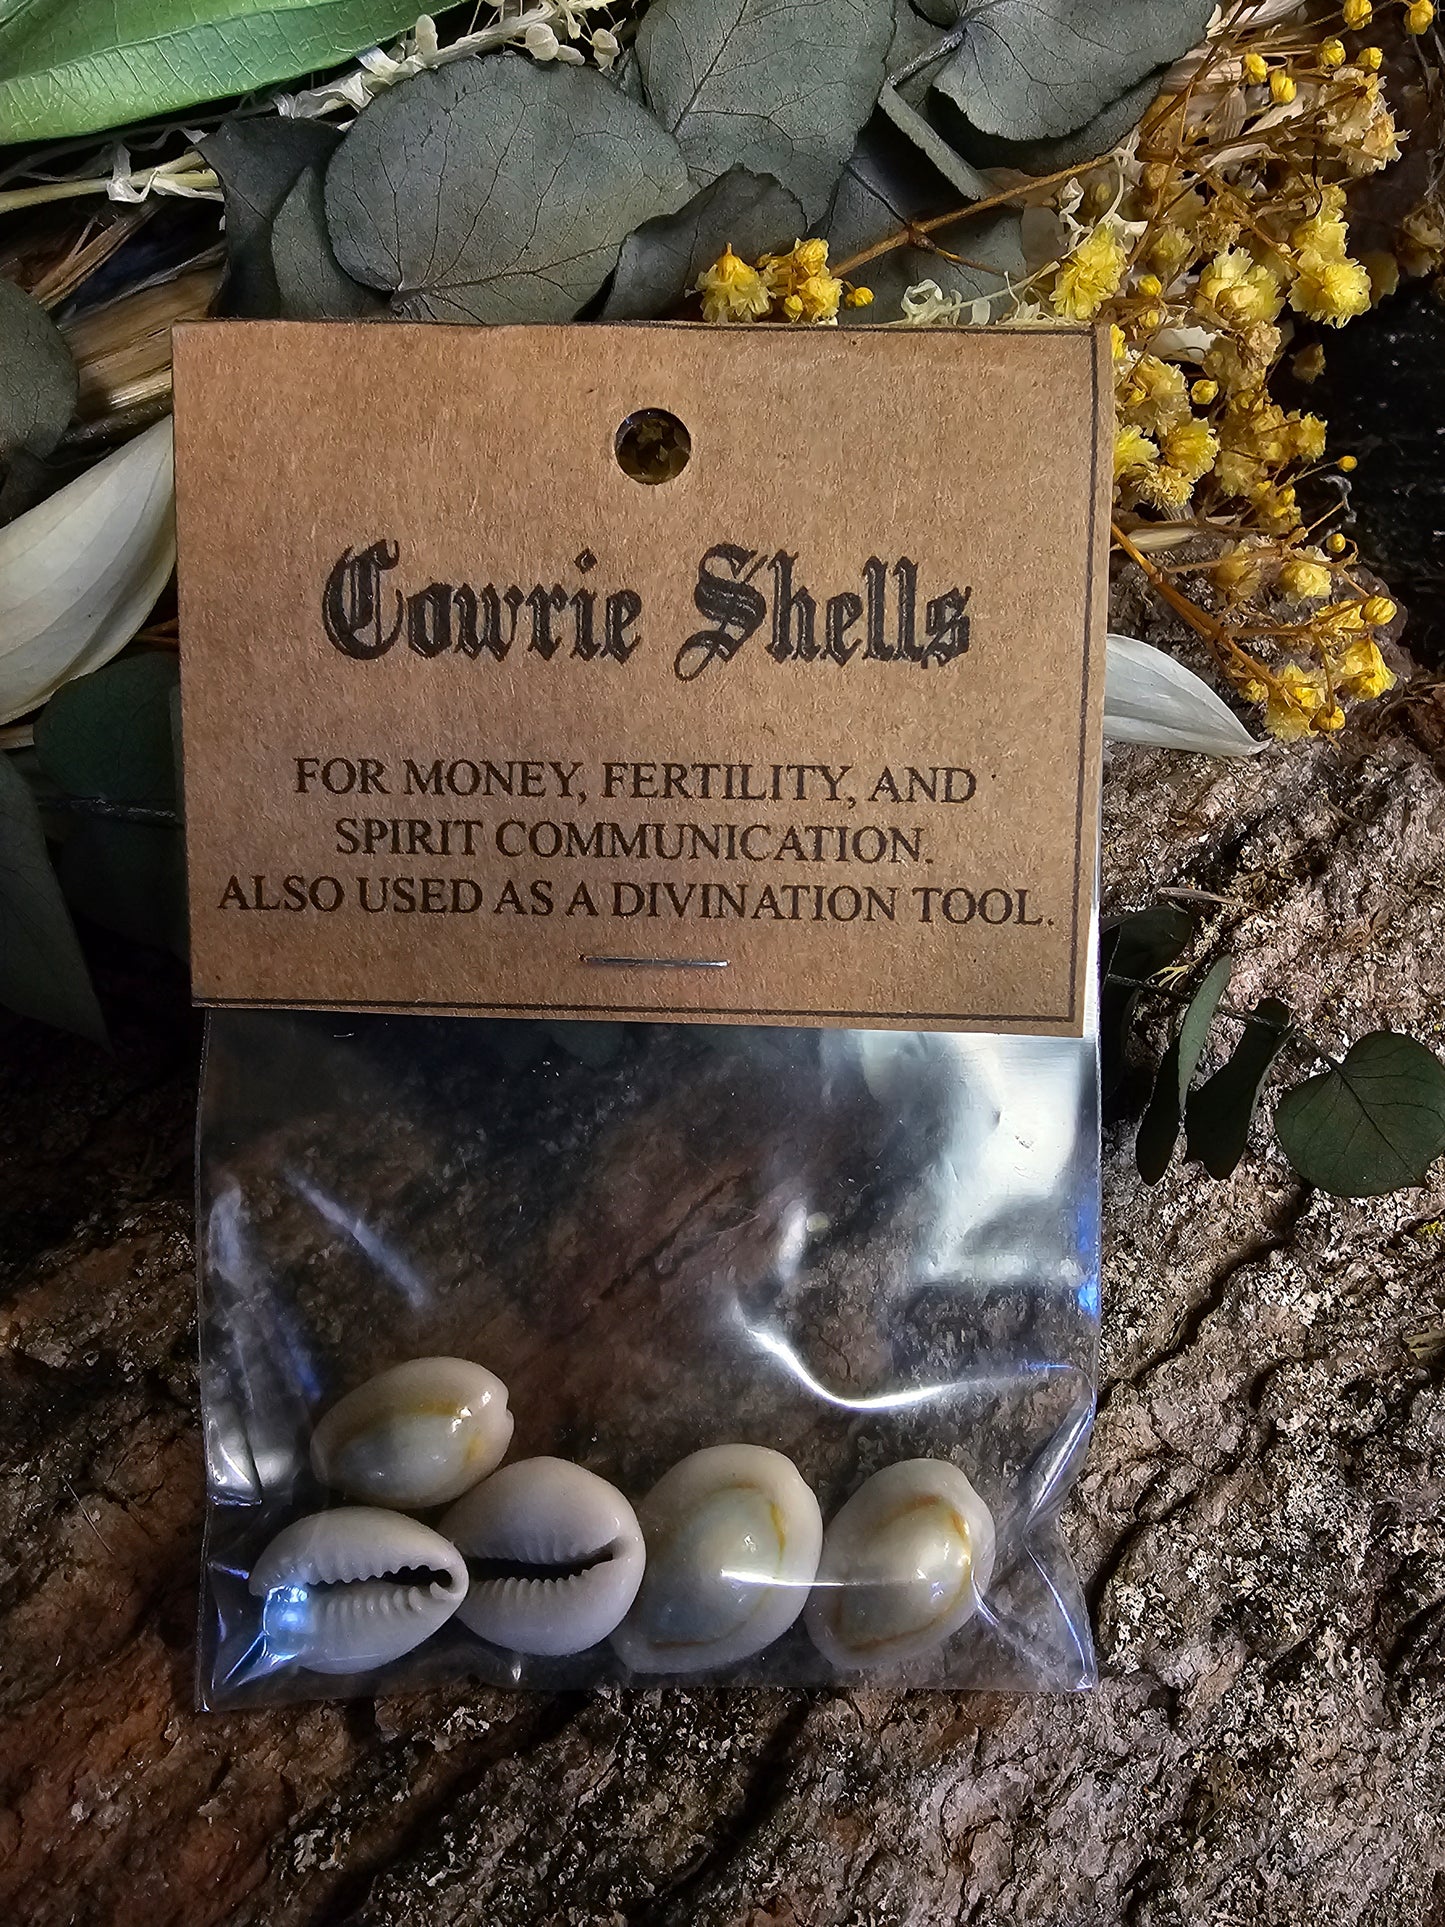 Cowrie Shells
FOR MONEY, FERTILITY, AND
SPIRIT COMMUNICATION.
ALSO USED AS A DIVINATION TOOL.